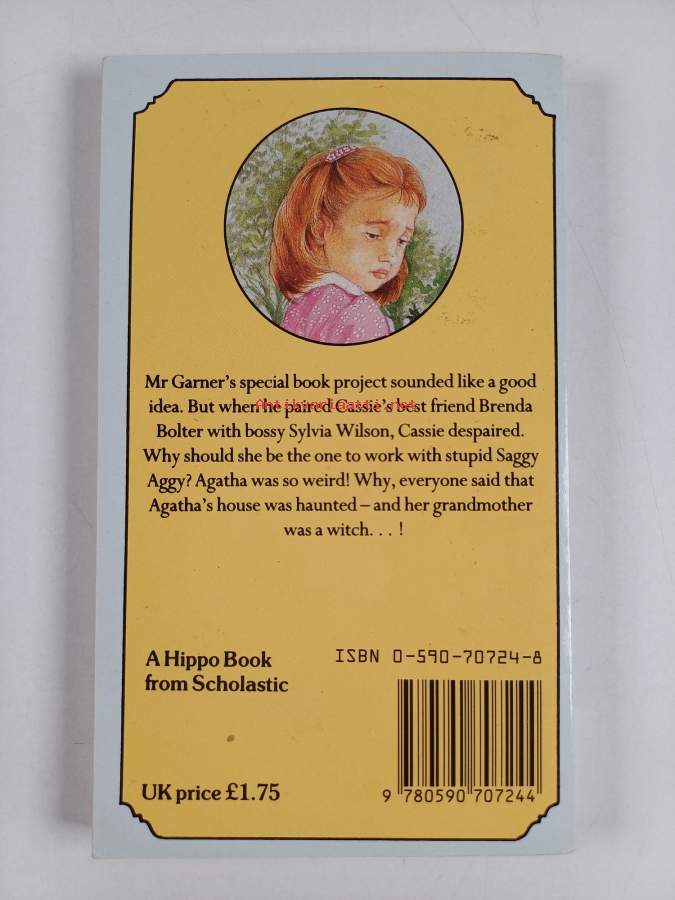 Mr Garner's special book project sounded like a good
idea. But when he paired Cassie's best friend Brenda
Antikvariaatti.net
Bolter with bossy Sylvia Wilson, Cassie despaired.
Why should she be the one to work with stupid Saggy
Aggy? Agatha was so weird! Why, everyone said that
Agatha's house was haunted – and her grandmother
was a witch. . . !
A Hippo Book
from Scholastic
ISBN 0-590-70724-8
9 780590 707244
UK price £1.75